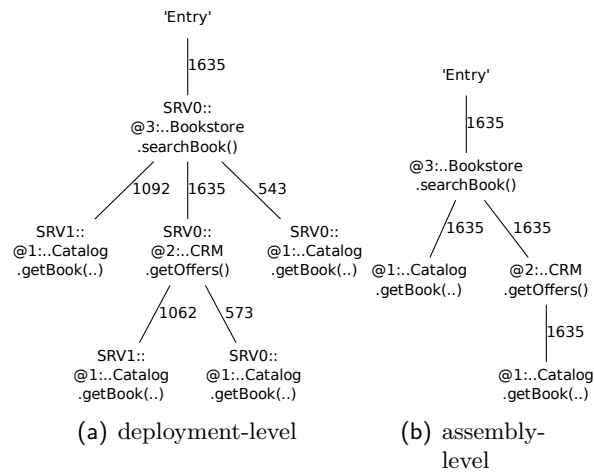 'Entry'
1635
SRV0::
@3:..Bookstore
.searchBook()
1092
1635
543
SRV1::
@1:..Catalog
.getBook(..)
SRV0::
@2:..CRM
.getOffers()
SRV0::
@1:..Catalog
.getBook(..)
1062
573
SRV1::
@1:..Catalog
.getBook(..)
SRV0::
@1:..Catalog
.getBook(..)
(a) deployment-level
'Entry'
1635
@3:..Bookstore
.searchBook()
1635
1635
@1:..Catalog
.getBook(..)
@2:..CRM
.getOffers()
1635
@1:..Catalog
.getBook(..)
(b) assembly-
level